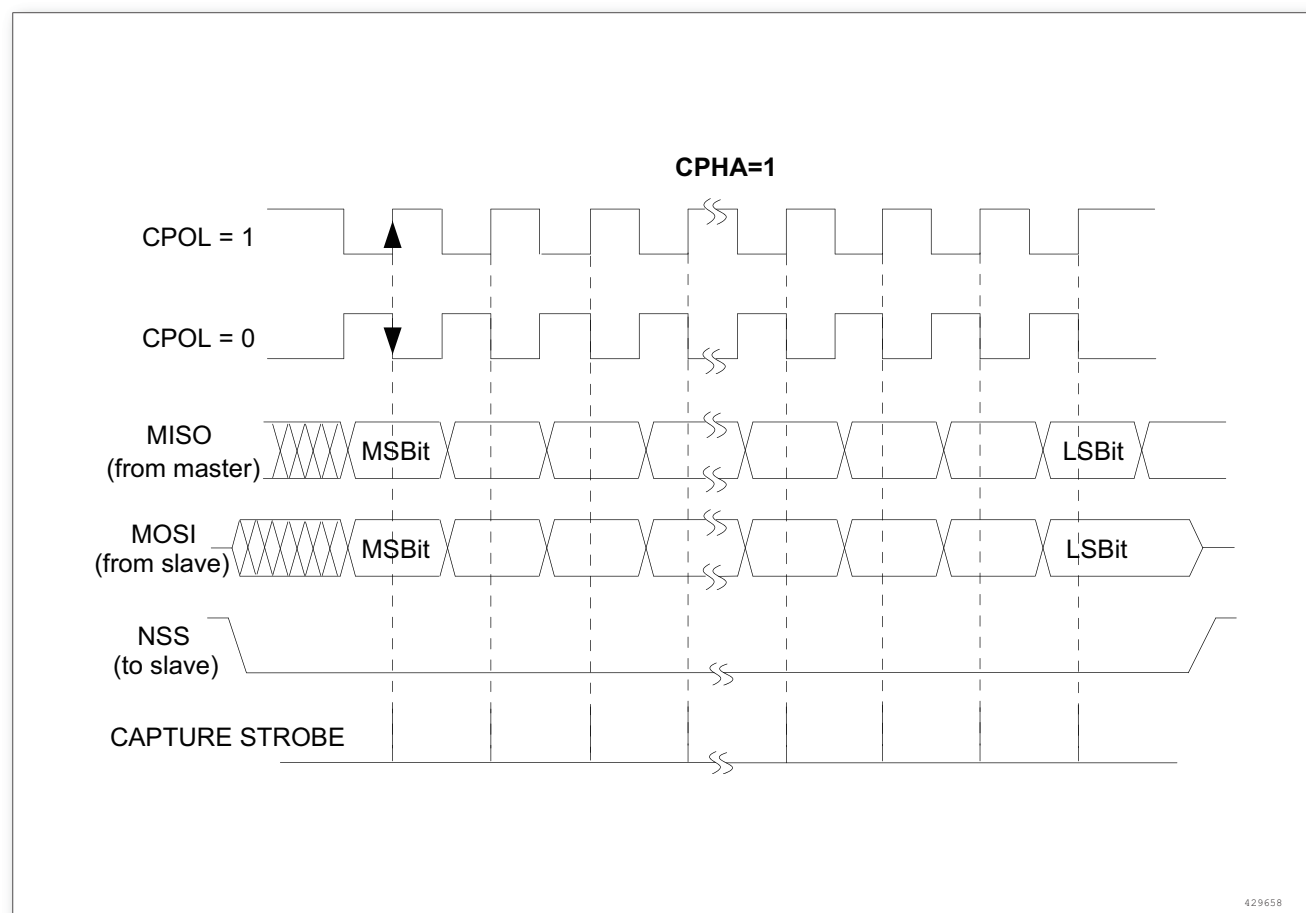 CPHA=1
CPOL = 1
CPOL = 0
MISO
(from master)
MSBit
LSBit
MOSI
(from slave)
MSBit
LSBit
NSS
(to slave)
CAPTURE STROBE
429658